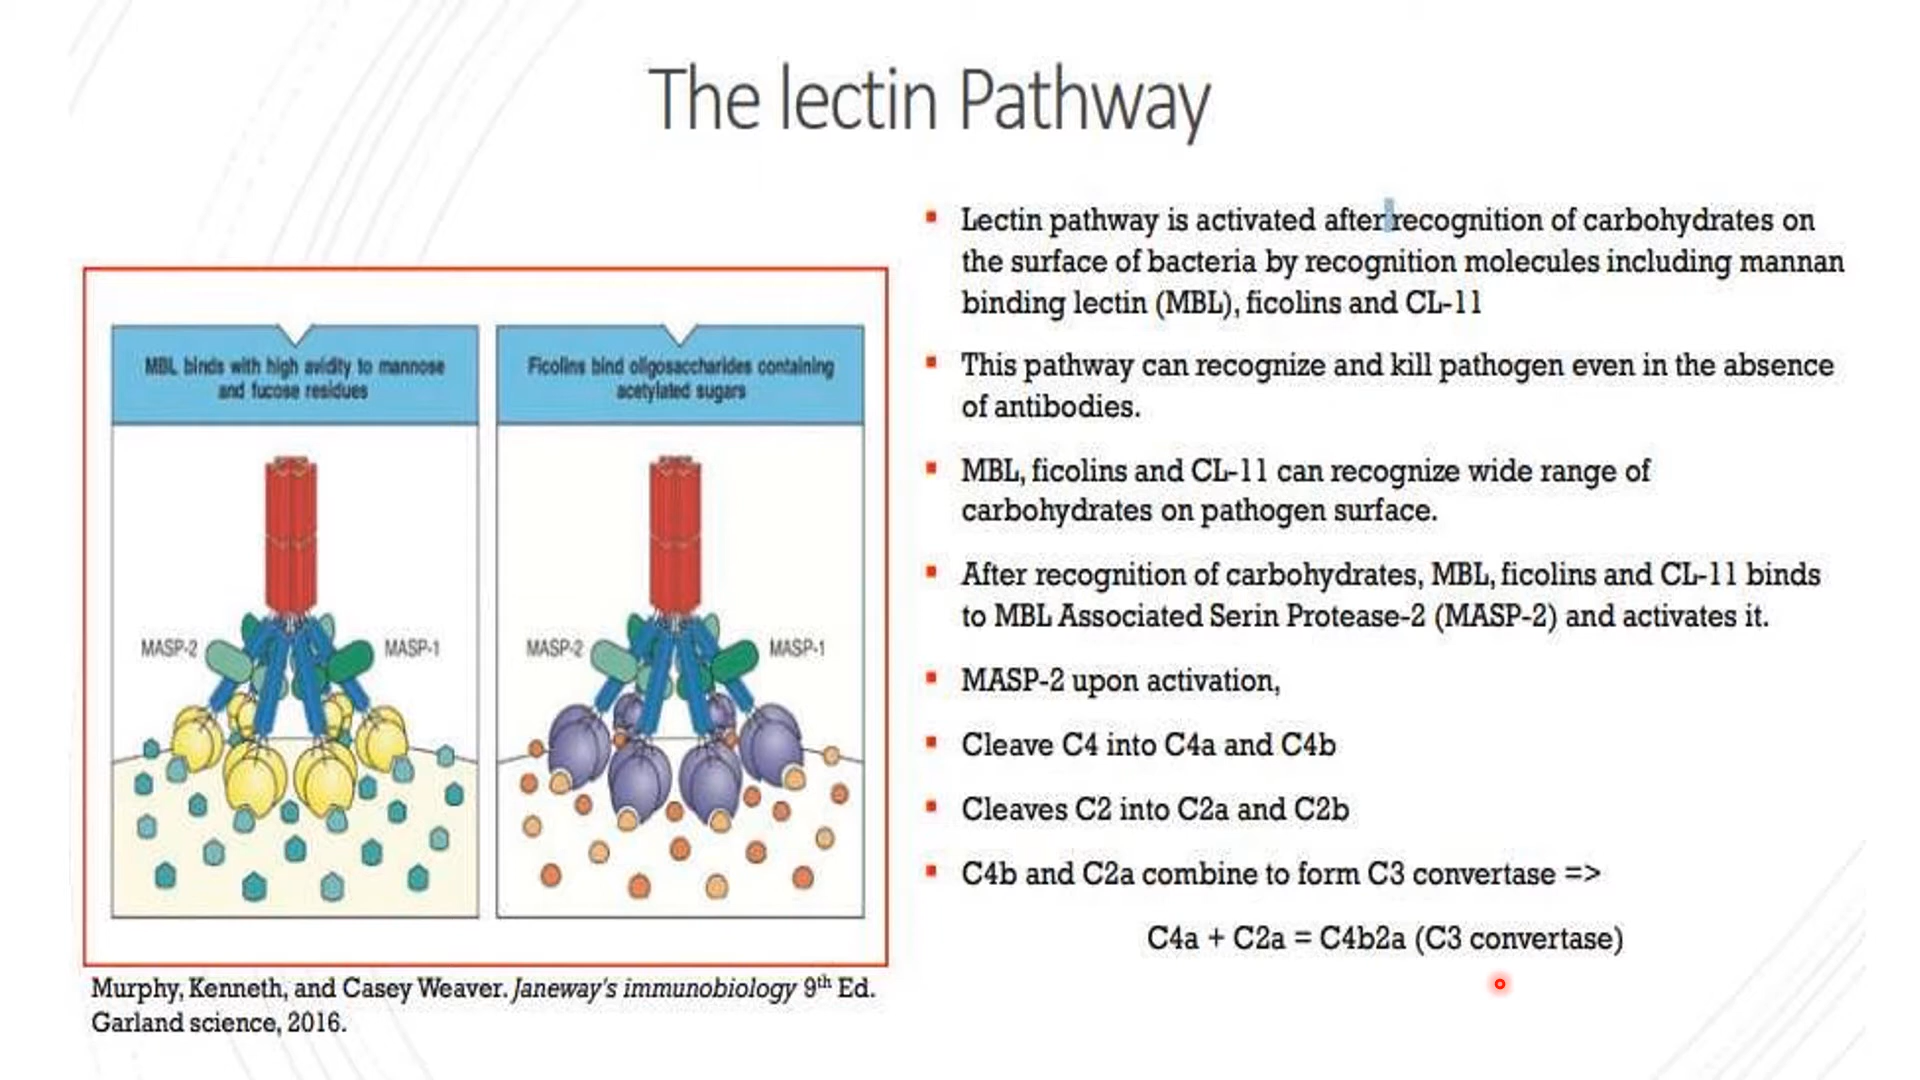 The lectin Pathway
MBL binds with high avidity to mannose
and fucose residues
MASP-2
MASP-1
Ficolins bind oligosaccharides containing
acetylated sugars
MASP-2
MASP-1
Murphy, Kenneth, and Casey Weaver. Janeway's immunobiology 9th Ed.
Garland science, 2016.
Lectin pathway is activated after recognition of carbohydrates on
the surface of bacteria by recognition molecules including mannan
binding lectin (MBL), ficolins and CL-11
This pathway can recognize and kill pathogen even in the absence
of antibodies.
MBL, ficolins and CL-11 can recognize wide range of
carbohydrates on pathogen surface.
After recognition of carbohydrates, MBL, ficolins and CL-11 binds
to MBL Associated Serin Protease-2 (MASP-2) and activates it.
MASP-2 upon activation,
Cleave C4 into C4a and C4b
Cleaves C2 into C2a and C2b
C4b and C2a combine to form C3 convertase =>
C4a + C2a = C4b2a (C3 convertase)